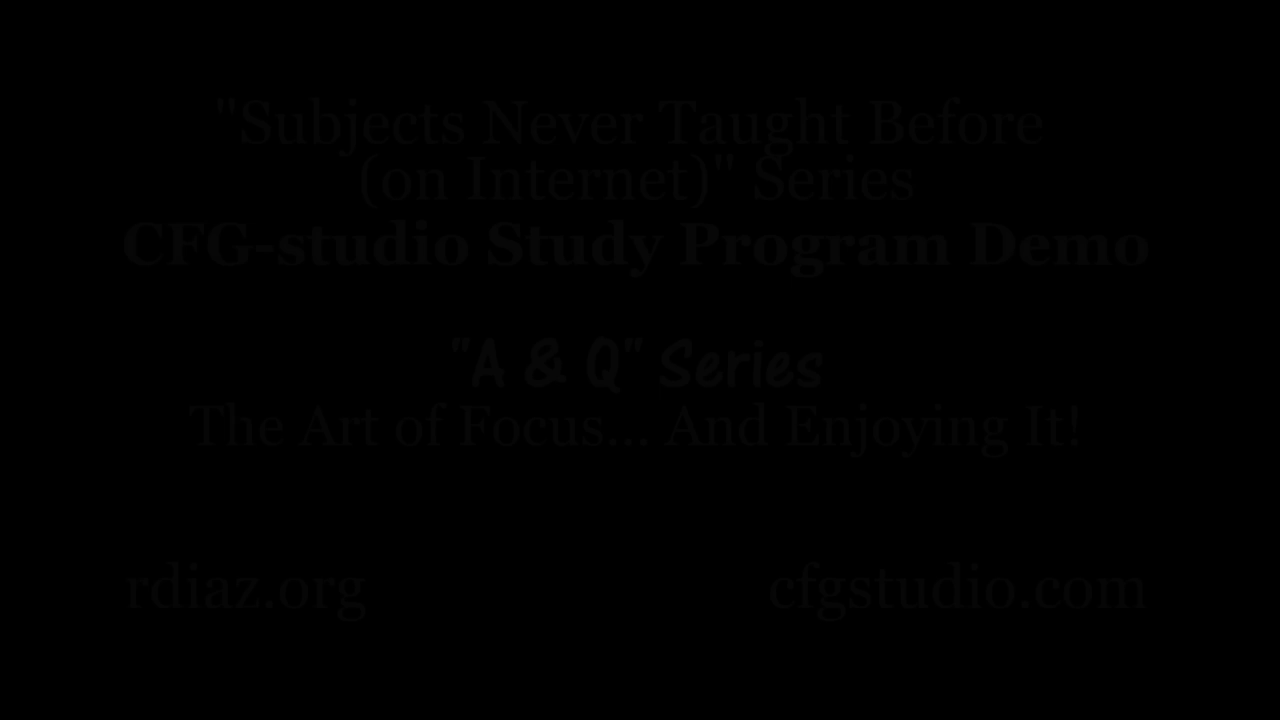 "Subjects Never Taught Before
(on Internet)" Series
CFG-studio Study Program Demo
"A & Q" Series
The Art of Focus... And Enjoying It!
rdiaz.org
cfgstudio.com